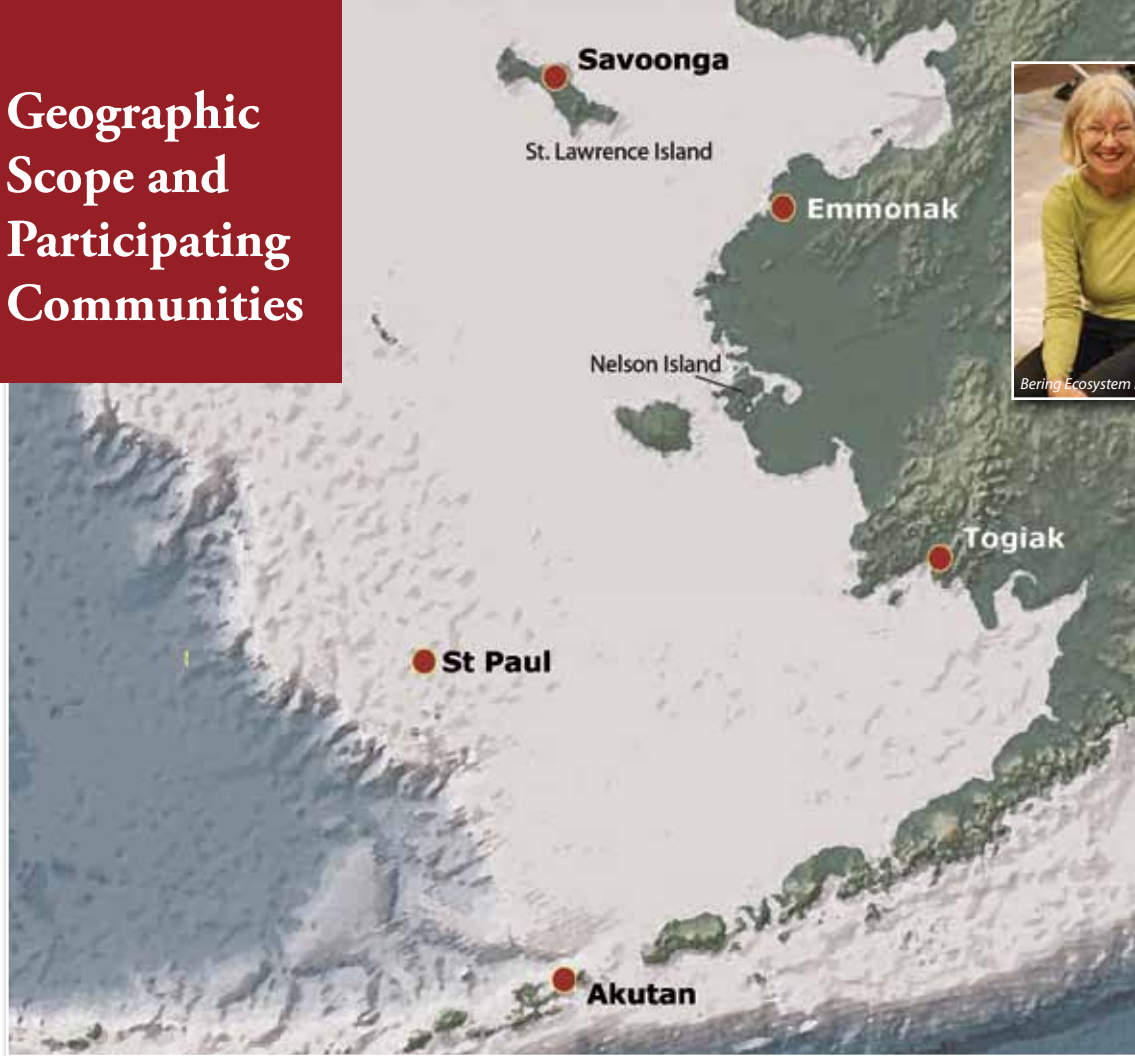 Geographic
Scope and
Participating
Communities
Savoonga
St. Lawrence Island
Emmonak
Nelson Island
Bering Ecosystem
Togiak
St Paul
Akutan